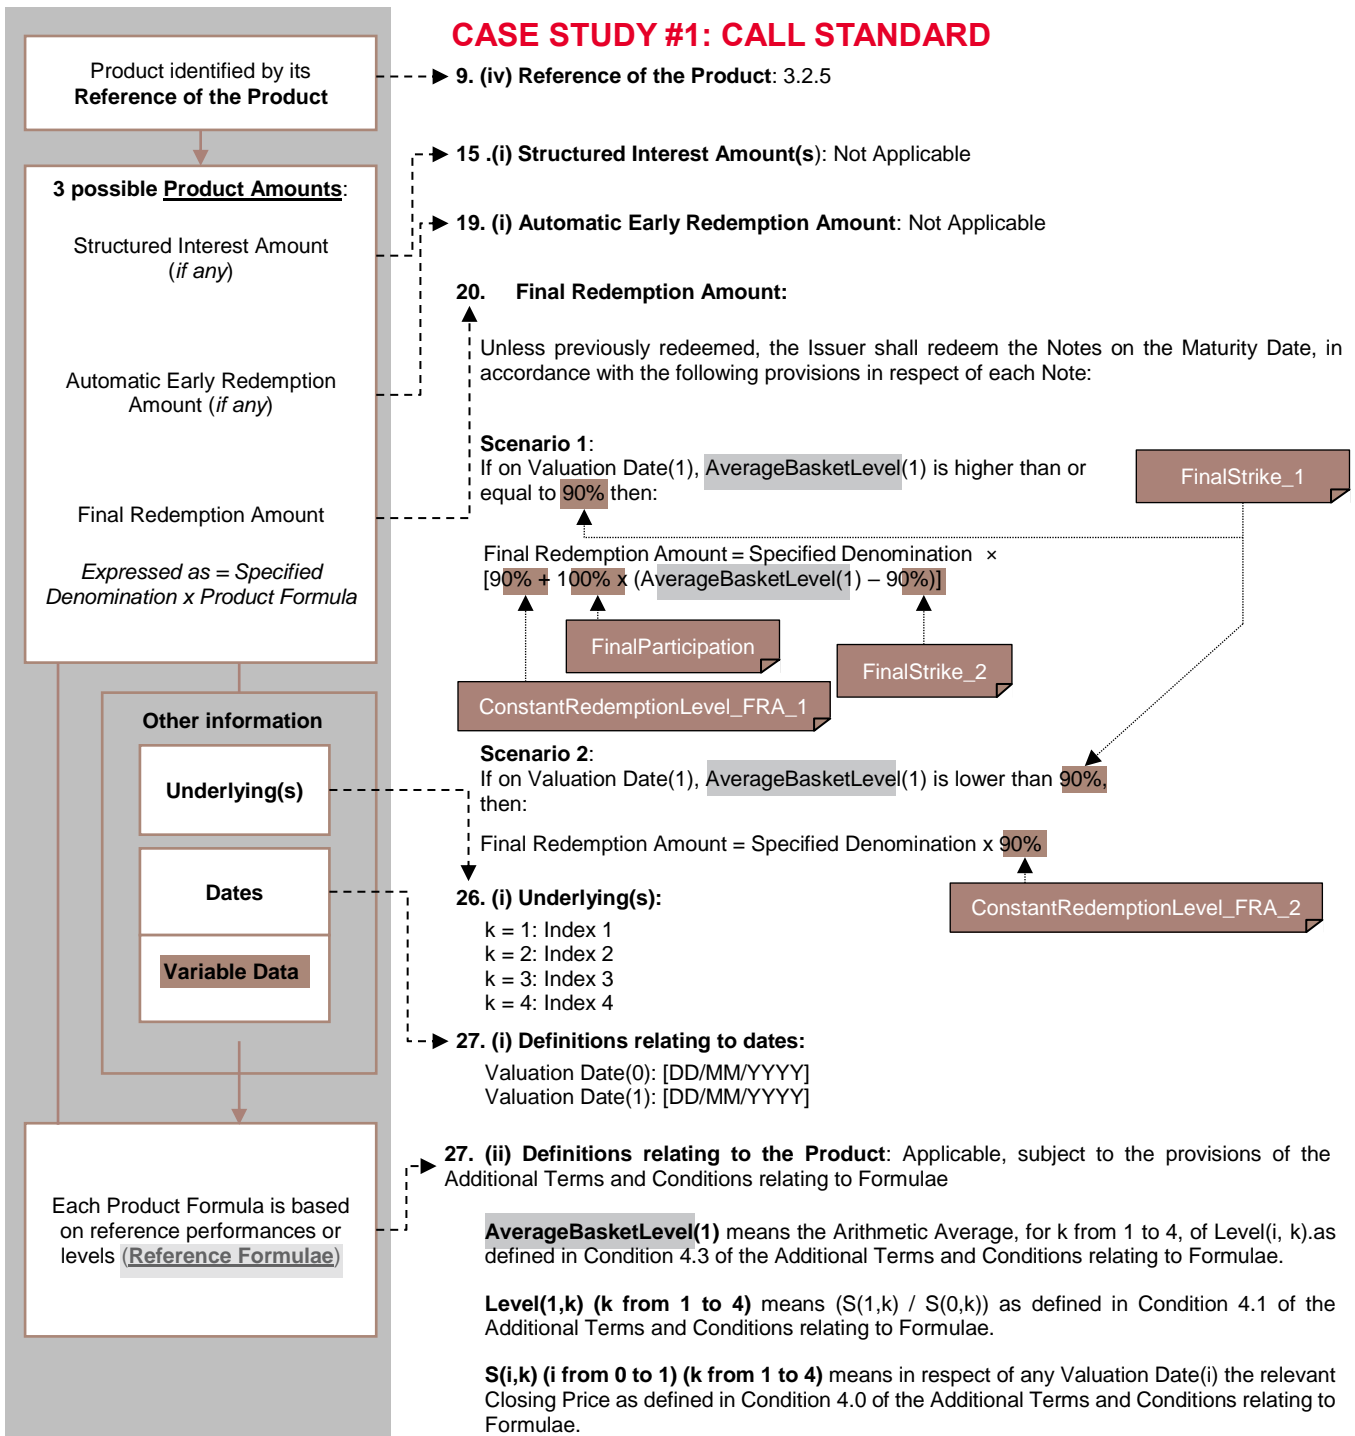 CASE STUDY #1: CALL STANDARD
Product identified by its
Reference of the Product
9. (iv) Reference of the Product: 3.2.5
15 .(i) Structured Interest Amount(s): Not Applicable
3 possible Product Amounts:
19. (i) Automatic Early Redemption Amount: Not Applicable
Structured Interest Amount
(if any)
20. Final Redemption Amount:
Unless previously redeemed, the Issuer shall redeem the Notes on the Maturity Date, in
accordance with the following provisions in respect of each Note:
Automatic Early Redemption
Amount (if any)
Scenario 1:
If on Valuation Date(1), AverageBasketLevel(1) is higher than or
equal to 90% then:
FinalStrike_1
Final Redemption Amount
Final Redemption Amount = Specified Denomination ×
[90% + 100% x (AverageBasketLevel(1) – 90%)]
Expressed as = Specified
Denomination x Product Formula
FinalParticipation
FinalStrike_2
ConstantRedemptionLevel_FRA_1
Other information
Scenario 2:
If on Valuation Date(1), AverageBasketLevel(1) is lower than 90%,
then:
Underlying(s)
Final Redemption Amount = Specified Denomination x 90%
ConstantRedemptionLevel_FRA_2
Dates
26. (i) Underlying(s):
k = 1: Index 1
k = 2: Index 2
k = 3: Index 3
k = 4: Index 4
Variable Data
27. (i) Definitions relating to dates:
Valuation Date(0): [DD/MM/YYYY]
Valuation Date(1): [DD/MM/YYYY]
27. (ii) Definitions relating to the Product: Applicable, subject to the provisions of the
Additional Terms and Conditions relating to Formulae
Each Product Formula is based
on reference performances or
levels (Reference Formulae)
AverageBasketLevel(1) means the Arithmetic Average, for k from 1 to 4, of Level(i, k).as
defined in Condition 4.3 of the Additional Terms and Conditions relating to Formulae.
Level(1,k) (k from 1 to 4) means (S(1,k) / S(0,k)) as defined in Condition 4.1 of the
Additional Terms and Conditions relating to Formulae.
S(i,k) (i from 0 to 1) (k from 1 to 4) means in respect of any Valuation Date(i) the relevant
Closing Price as defined in Condition 4.0 of the Additional Terms and Conditions relating to
Formulae.